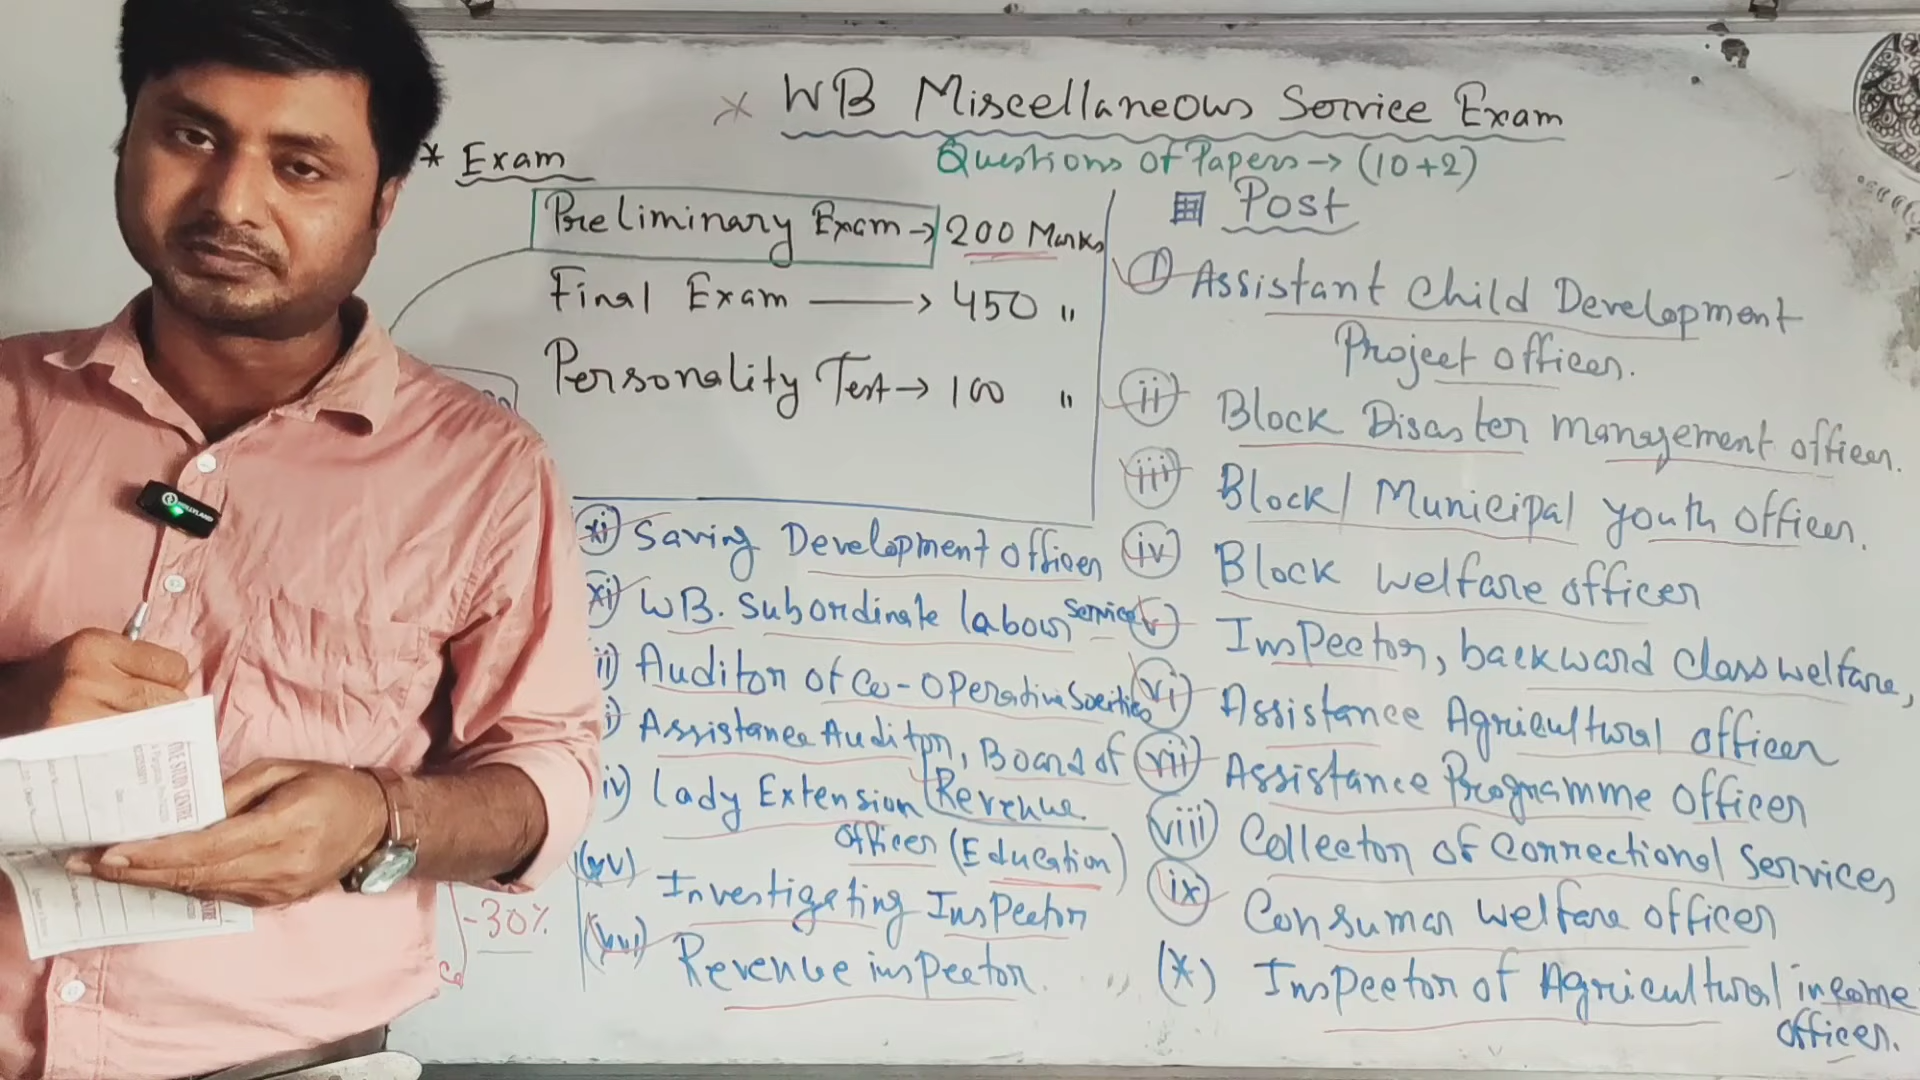 * WB Miscellaneous Service Exam
* Exam
Questions of Papers → (10+2)
Preliminary Exam → 200 Marks
Final Exam → 450 "
Personality Test → 100 "
Post
i Assistant Child Development
Project officer.
ii Block Disaster management officer.
iii Block/Municipal youth officer.
iv Block welfare officer
v Inspector, backward class welfare,
vi Assistance Agricultural officer
vii Assistance Programme officer
viii Collector of Correctional Services,
ix Consumar welfare officer
(x) Inspector of Agricultural income
officer.
xi) Saving Development officer
xi) WB. Subordinate labour Service
ii) Auditor of Co-operative Societies
i) Assistance Auditor, Board of
Revenue
iv) Lady Extension
officer (Education)
(xv) Investigating Inspector
(xvi) Revenue inspector.
-30%
STUDY CENTRE